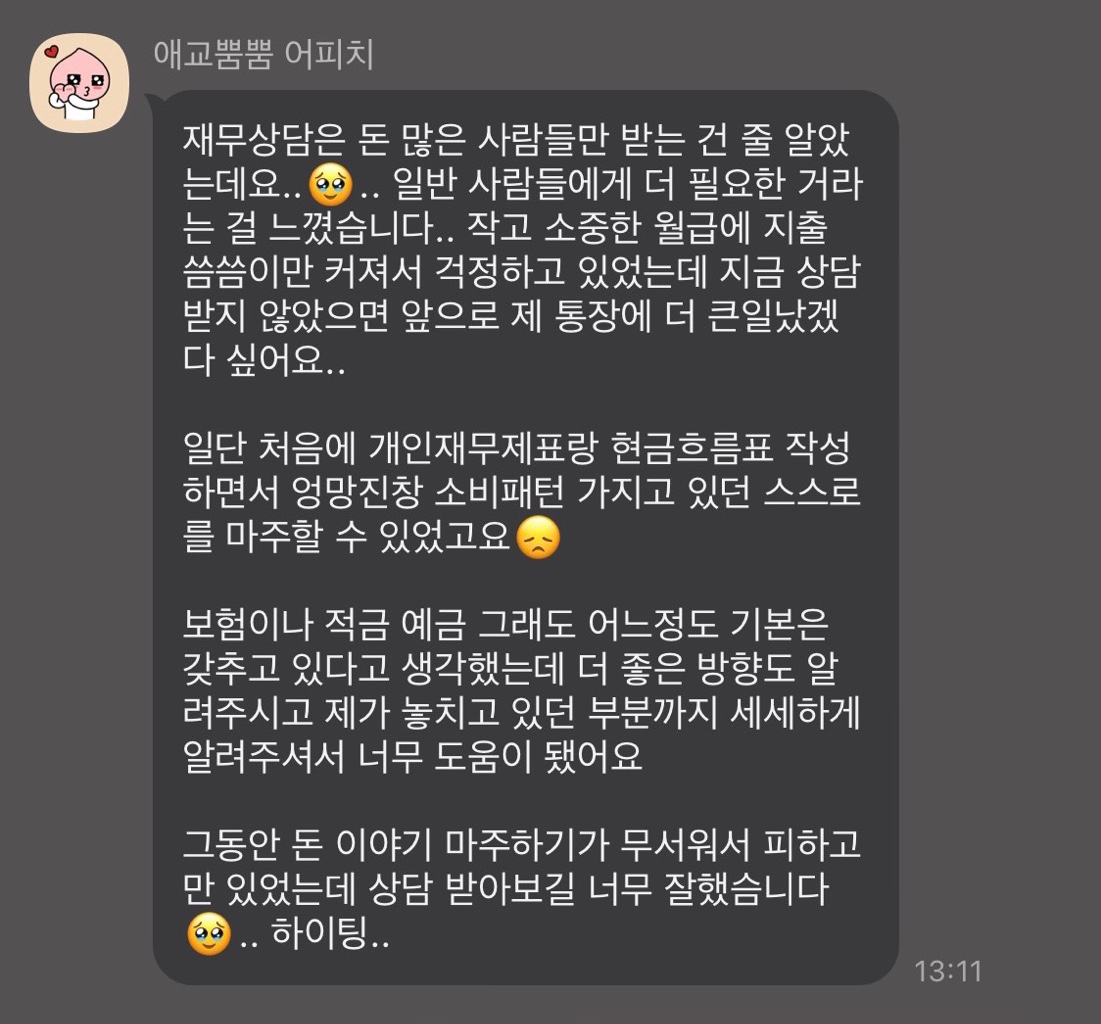 애교뿜뿜 어피치
재무상담은 돈 많은 사람들만 받는 건 줄 알았
는데요..🥹.. 일반 사람들에게 더 필요한 거라
는 걸 느꼈습니다.. 작고 소중한 월급에 지출
씀씀이만 커져서 걱정하고 있었는데 지금 상담
받지 않았으면 앞으로 제 통장에 더 큰일났겠
다 싶어요..
일단 처음에 개인재무제표랑 현금흐름표 작성
하면서 엉망진창 소비패턴 가지고 있던 스스로
를 마주할 수 있었고요😞
보험이나 적금 예금 그래도 어느정도 기본은
갖추고 있다고 생각했는데 더 좋은 방향도 알
려주시고 제가 놓치고 있던 부분까지 세세하게
알려주셔서 너무 도움이 됐어요
그동안 돈 이야기 마주하기가 무서워서 피하고
만 있었는데 상담 받아보길 너무 잘했슴니다
🥹.. 하이팅..
13:11